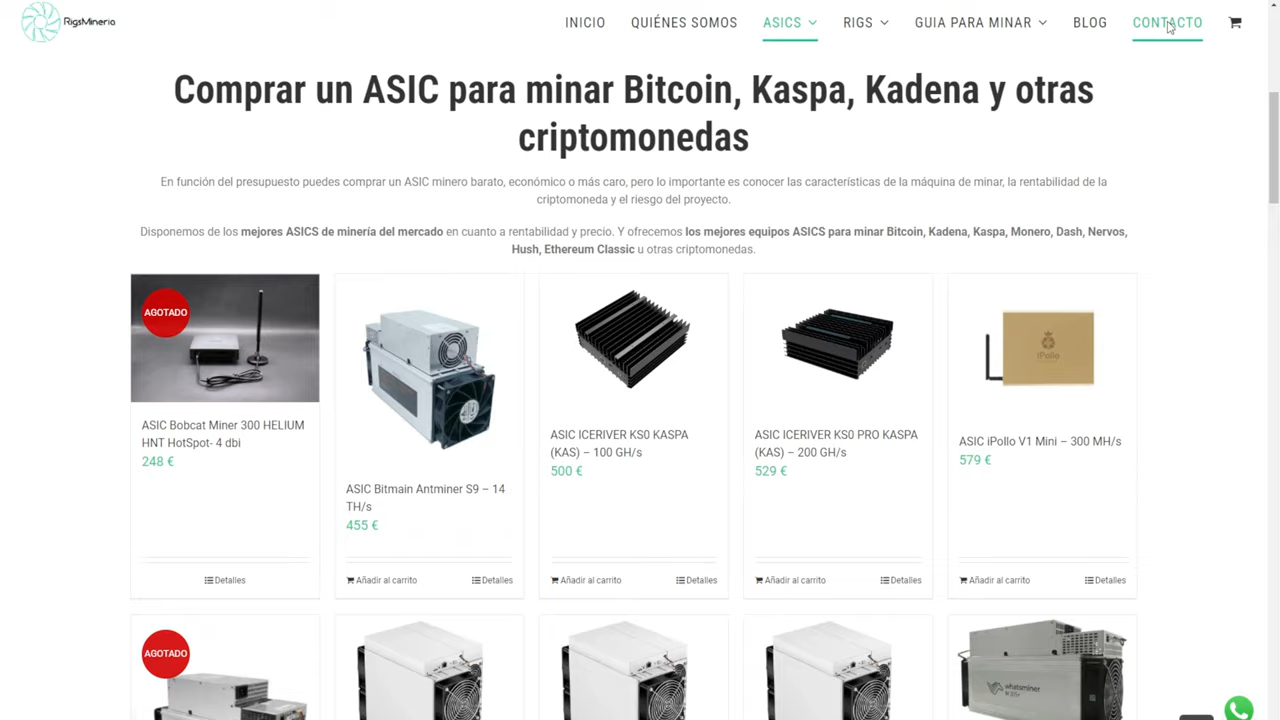 RigsMineria
INICIO
QUIÉNES SOMOS
ASICS
RIGS
GUIA PARA MINAR
BLOG
CONTACTO
Comprar un ASIC para minar Bitcoin, Kaspa, Kadena y otras
criptomonedas
En función del presupuesto puedes comprar un ASIC minero barato, económico o más caro, pero lo importante es conocer las características de la máquina de minar, la rentabilidad de la
criptomoneda y el riesgo del proyecto.
Disponemos de los mejores ASICS de minería del mercado en cuanto a rentabilidad y precio. Y ofrecemos los mejores equipos ASICS para minar Bitcoin, Kadena, Kaspa, Monero, Dash, Nervos,
Hush, Ethereum Classic u otras criptomonedas.
AGOTADO
ASIC Bobcat Miner 300 HELIUM
HNT HotSpot- 4 dbi
248 €
Detalles
ASIC Bitmain Antminer S9 – 14
TH/s
455 €
Añadir al carrito
Detalles
ASIC ICERIVER KS0 KASPA
(KAS) – 100 GH/s
500 €
Añadir al carrito
Detalles
ASIC ICERIVER KS0 PRO KASPA
(KAS) – 200 GH/s
529 €
Añadir al carrito
Detalles
iPollo
ASIC iPollo V1 Mini – 300 MH/s
579 €
Añadir al carrito
Detalles
AGOTADO
whatsminer